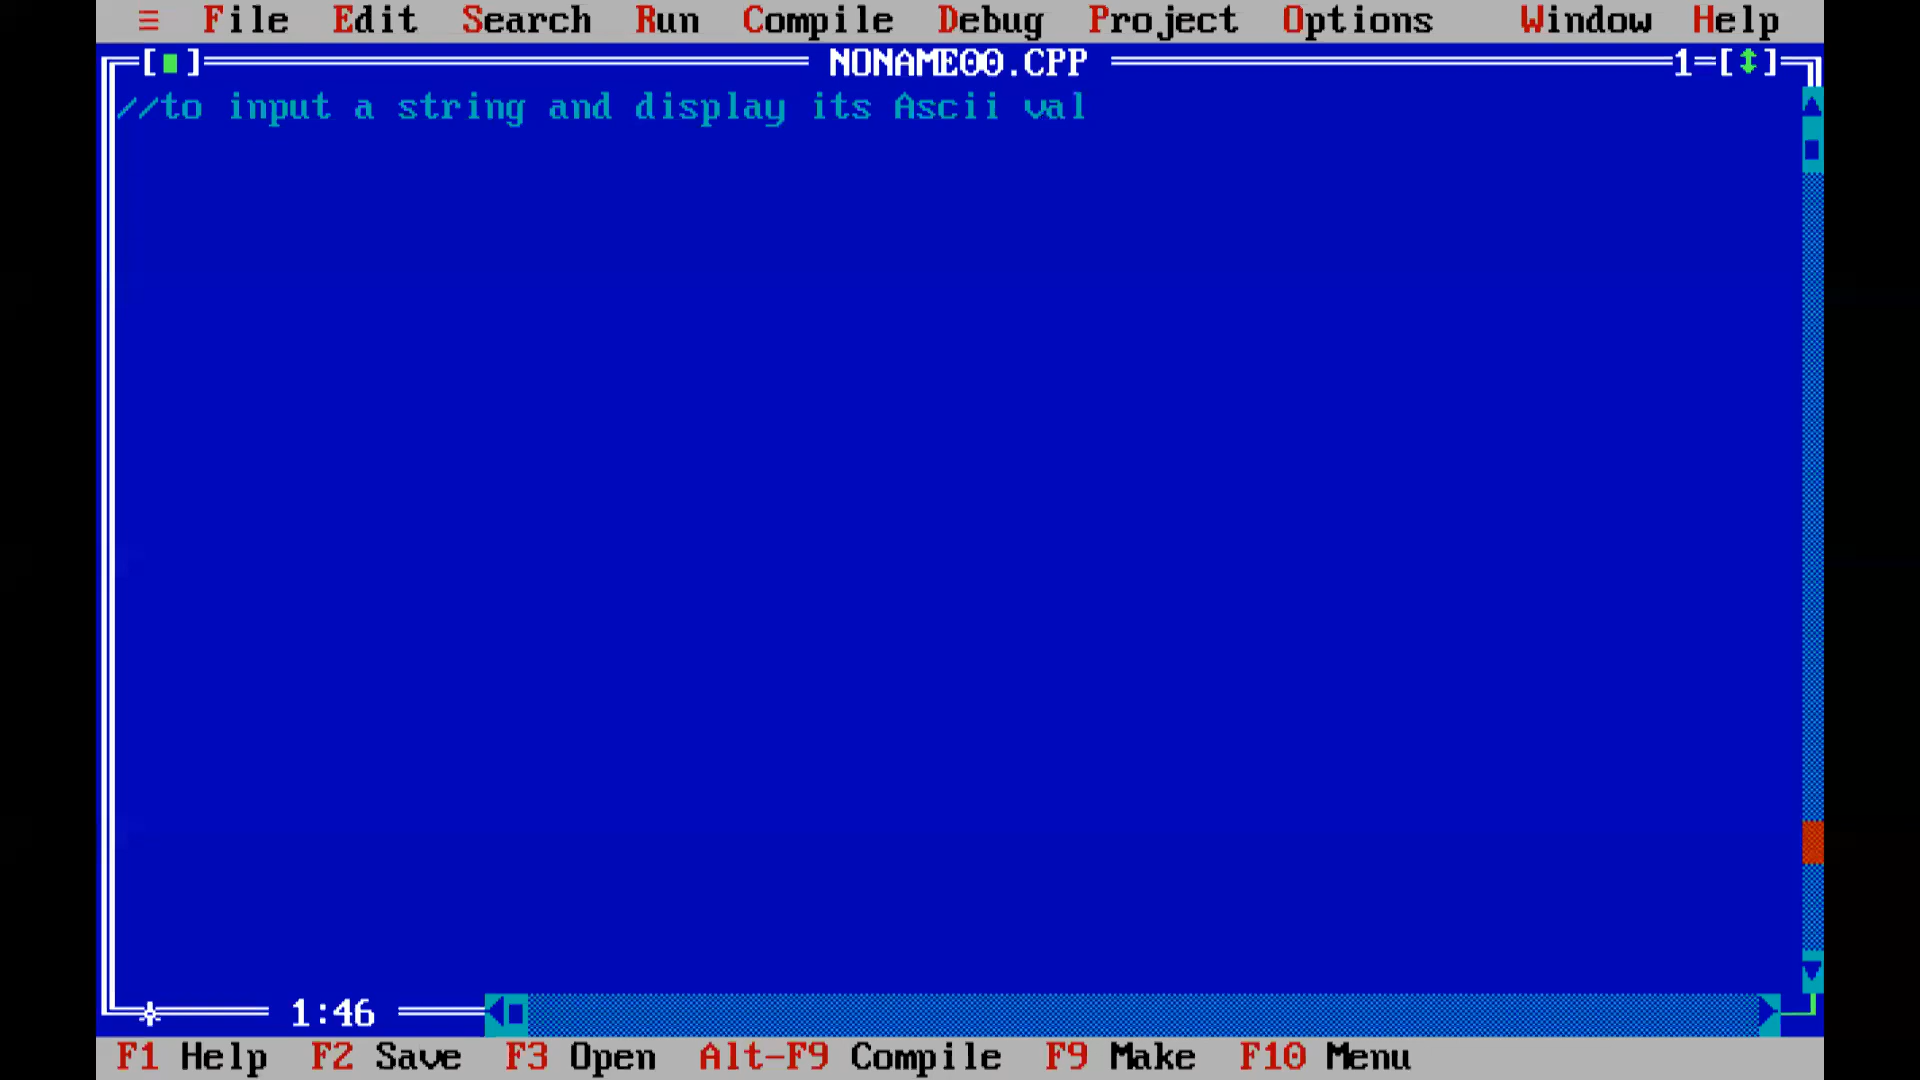 ≡ File Edit Search Run Compile Debug Project Options Window Help
[■] NONAME00.CPP 1=[↕]
//to input a string and display its Ascii val
1:46
F1 Help F2 Save F3 Open Alt-F9 Compile F9 Make F10 Menu